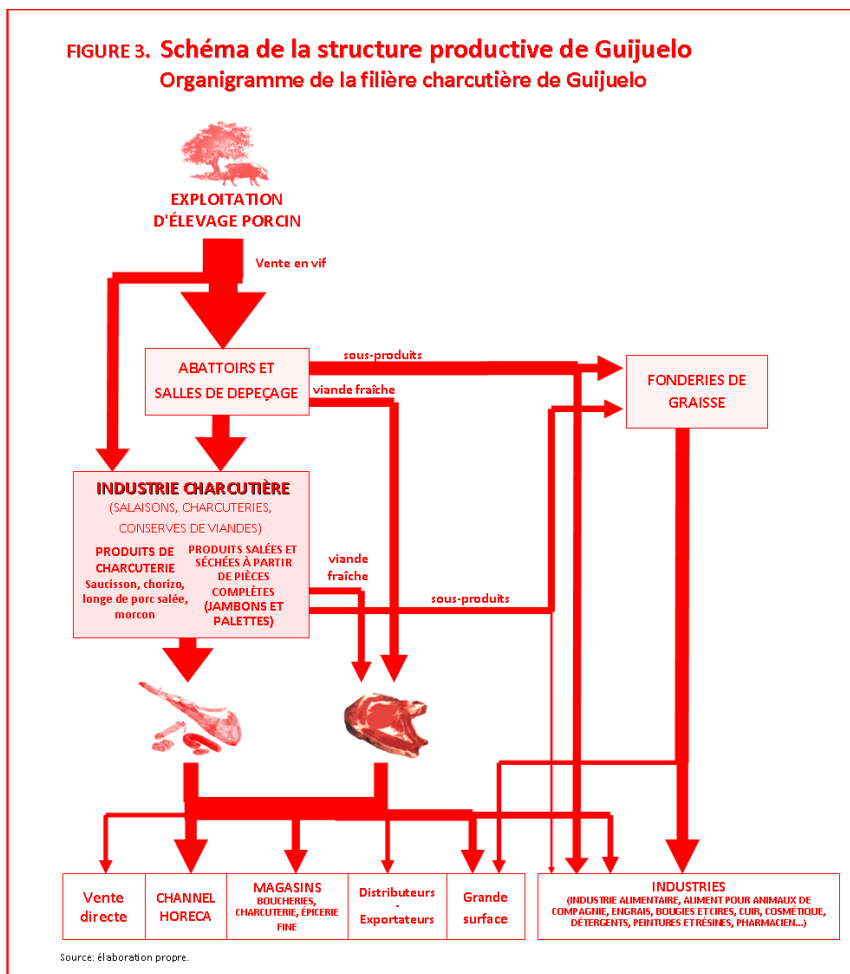 FIGURE 3. Schéma de la structure productive de Guijuelo
Organigramme de la filière charcutière de Guijuelo
EXPLOITATION
D'ÉLEVAGE PORCIN
Vente en vif
ABATTOIRS ET
SALLES DE DEPEÇAGE
sous-produits
viande fraîche
FONDERIES DE
GRAISSE
INDUSTRIE CHARCUTIÈRE
(SALAISONS, CHARCUTERIES,
CONSERVES DE VIANDES)
PRODUITS DE
CHARCUTERIE
Saucisson, chorizo,
longe de porc salée,
morcon
PRODUITS SALÉES ET
SÉCHÉES À PARTIR
DE PIÈCES
COMPLÈTES
(JAMBONS ET
PALETTES)
viande
fraîche
sous-produits
Vente
directe
CHANNEL
HORECA
MAGASINS
BOUCHERIES,
CHARCUTERIE, ÉPICERIE
FINE
Distributeurs
-
Exportateurs
Grande
surface
INDUSTRIES
(INDUSTRIE ALIMENTAIRE, ALIMENT POUR ANIMAUX DE
COMPAGNIE, ENGRAIS, BOUGIES ET CIRES, CUIR, COSMÉTIQUE,
DÉTERGENTS, PEINTURES ET RÉSINES, PHARMACIEN...)
Source: élaboration propre.